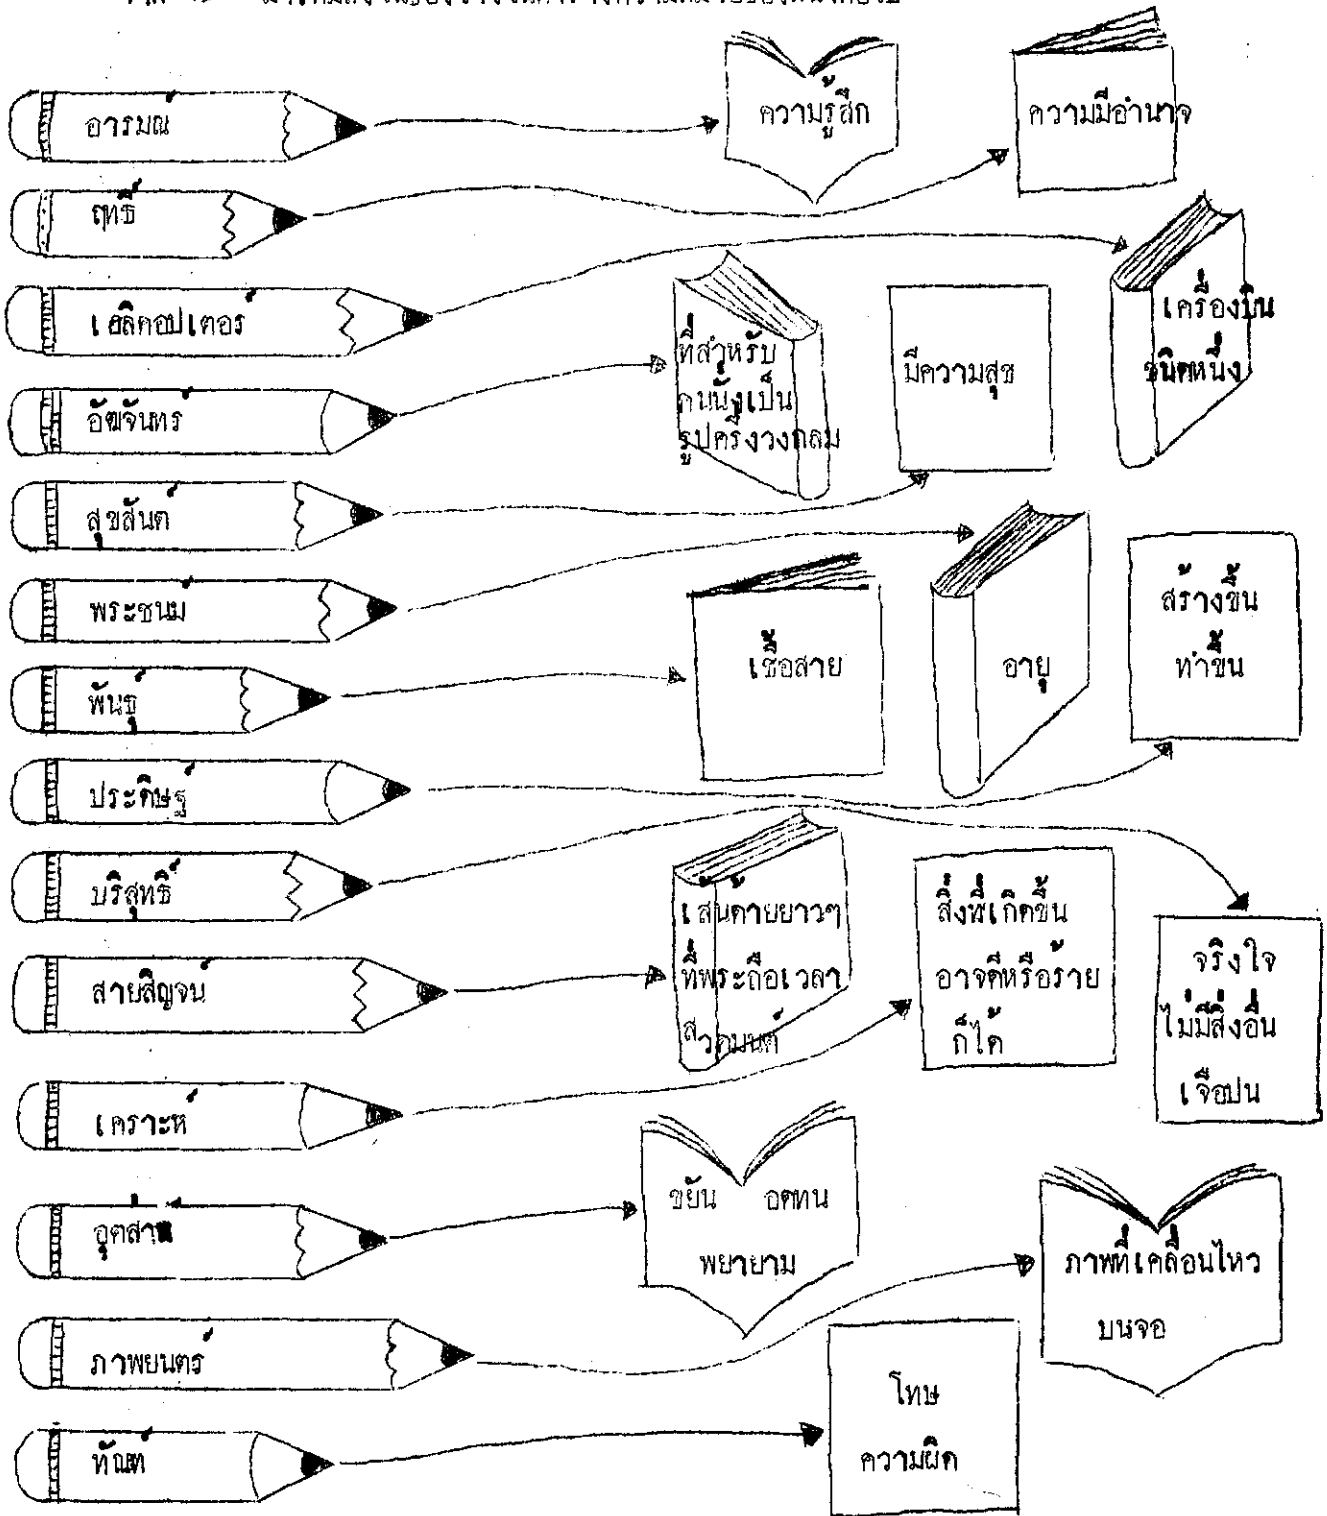 อารมณ์
ความรู้สึก
ความมีอำนาจ
ฤทธิ์
เฮลิคอปเตอร์
เครื่องบิน
ชนิดหนึ่ง
อัฒจันทร์
ที่สำหรับ
คนนั่งเป็น
รูปครึ่งวงกลม
มีความสุข
สุขสันต์
พระชนม์
อายุ
สร้างขึ้น
ทำขึ้น
พันธุ์
เชื้อสาย
ประดิษฐ์
บริสุทธิ์
จริงใจ
ไม่มีสิ่งอื่น
เจือปน
สายสิญจน์
เส้นด้ายยาวๆ
ที่พระถือเวลา
สวดมนต์
สิ่งที่เกิดขึ้น
อาจดีหรือร้าย
ก็ได้
เคราะห์
อุตส่าห์
ขยัน อดทน
พยายาม
ภาพยนตร์
ภาพที่เคลื่อนไหว
บนจอ
ทัณฑ์
โทษ
ความผิด